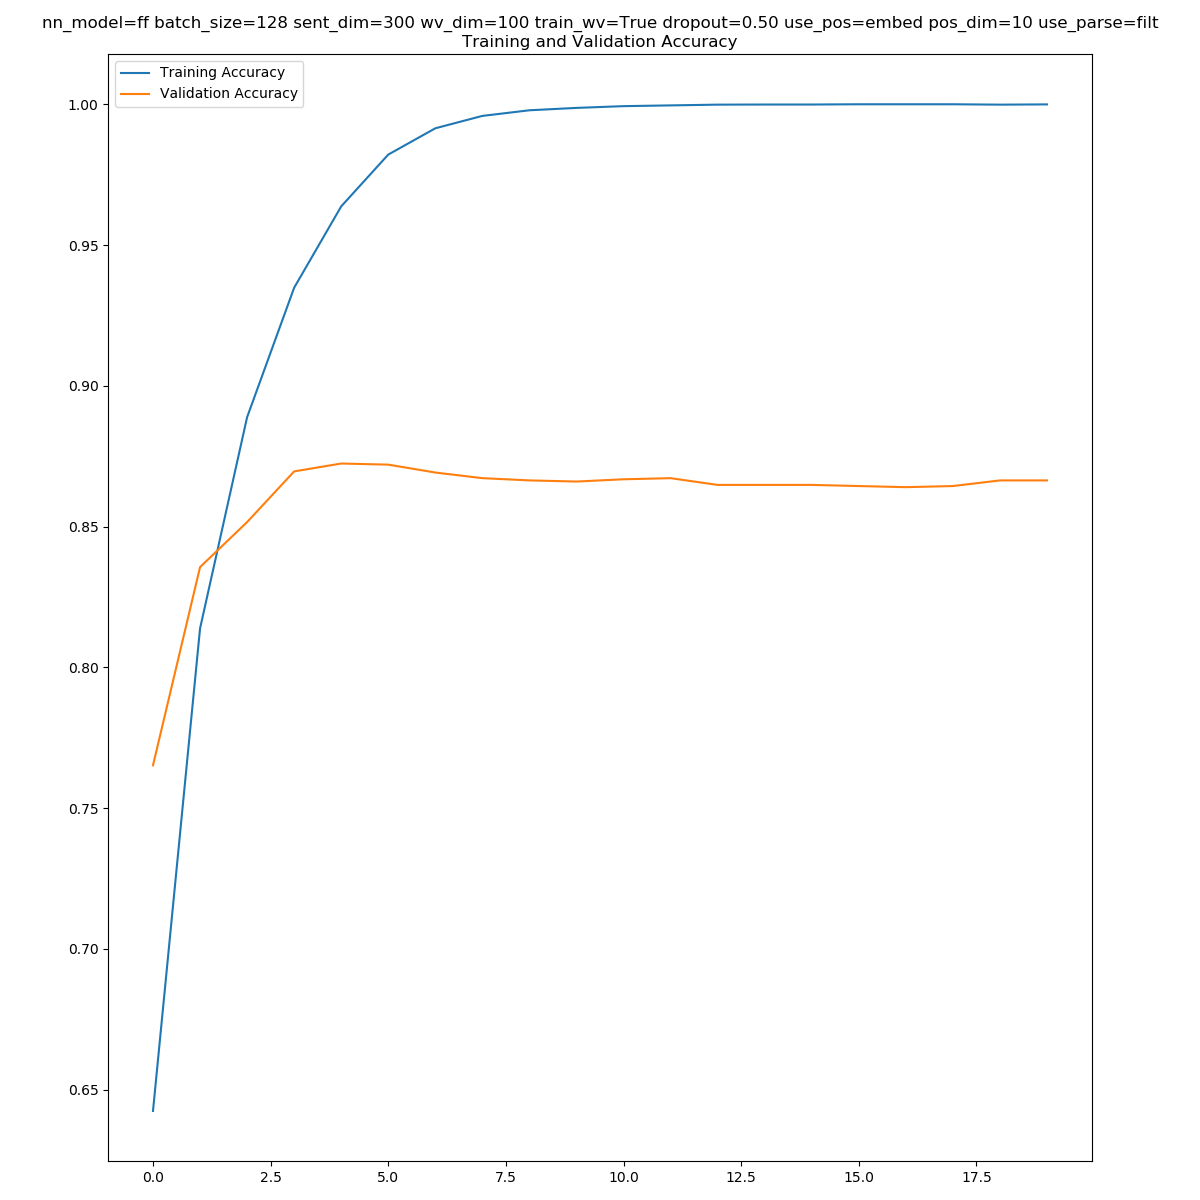 nn_model=ff batch_size=128 sent_dim=300 wv_dim=100 train_wv=True dropout=0.50 use_pos=embed pos_dim=10 use_parse=filt
Training and Validation Accuracy
Training Accuracy
Validation Accuracy
1.00
0.95
0.90
0.85
0.80
0.75
0.70
0.65
0.0 2.5 5.0 7.5 10.0 12.5 15.0 17.5